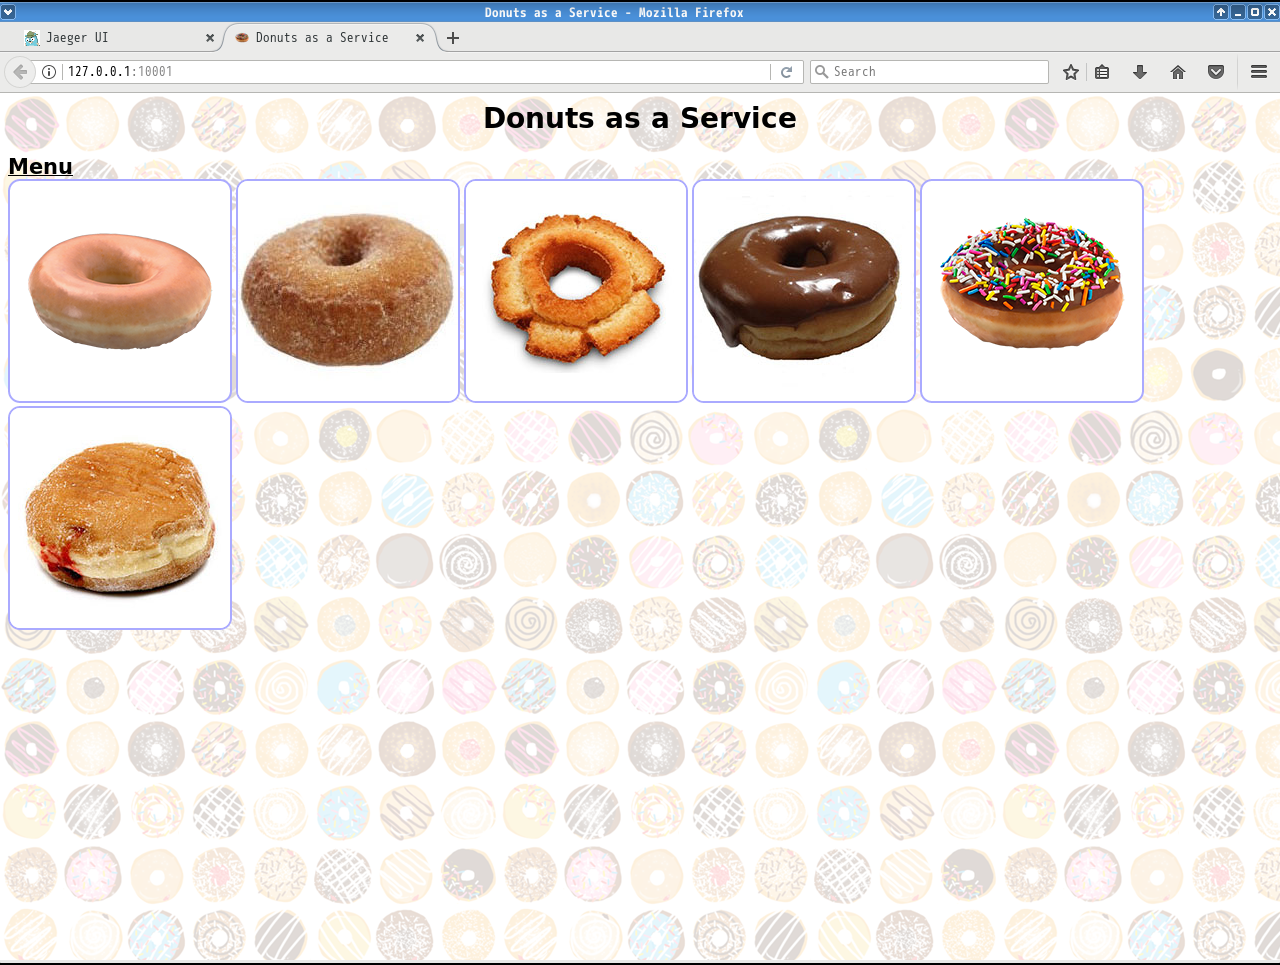 Donuts as a Service - Mozilla Firefox
Jaeger UI
Donuts as a Service
127.0.0.1:10001
Search
Donuts as a Service
Menu